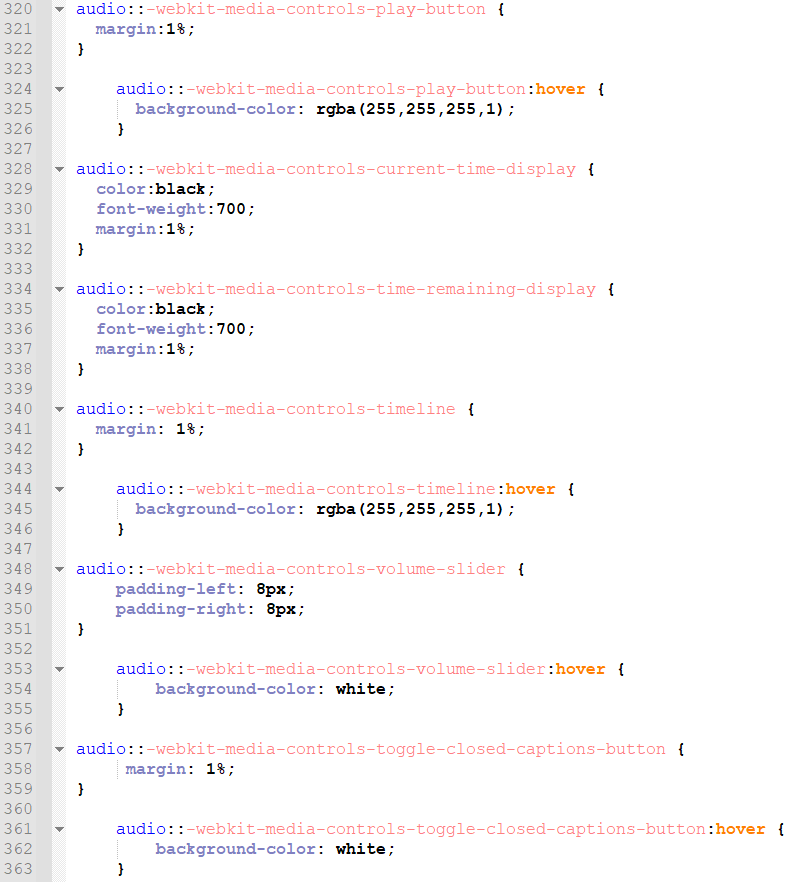 320 audio::-webkit-media-controls-play-button {
321   margin:1%;
322 }
323
324     audio::-webkit-media-controls-play-button:hover {
325       background-color: rgba(255,255,255,1);
326     }
327
328 audio::-webkit-media-controls-current-time-display {
329   color:black;
330   font-weight:700;
331   margin:1%;
332 }
333
334 audio::-webkit-media-controls-time-remaining-display {
335   color:black;
336   font-weight:700;
337   margin:1%;
338 }
339
340 audio::-webkit-media-controls-timeline {
341   margin: 1%;
342 }
343
344     audio::-webkit-media-controls-timeline:hover {
345       background-color: rgba(255,255,255,1);
346     }
347
348 audio::-webkit-media-controls-volume-slider {
349     padding-left: 8px;
350     padding-right: 8px;
351 }
352
353     audio::-webkit-media-controls-volume-slider:hover {
354         background-color: white;
355     }
356
357 audio::-webkit-media-controls-toggle-closed-captions-button {
358      margin: 1%;
359 }
360
361     audio::-webkit-media-controls-toggle-closed-captions-button:hover {
362         background-color: white;
363     }